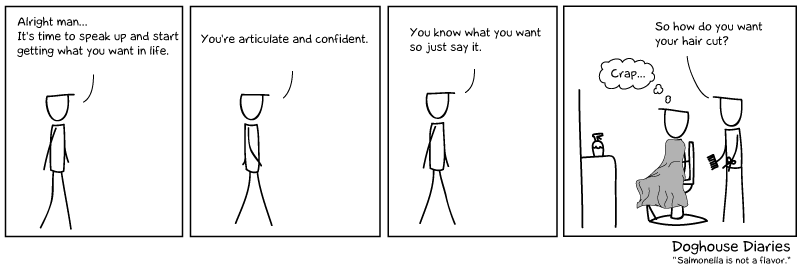 Alright man...
It's time to speak up and start
getting what you want in life.
You're articulate and confident.
You know what you want
so just say it.
So how do you want
your hair cut?
Crap...
Doghouse Diaries
"Salmonella is not a flavor."